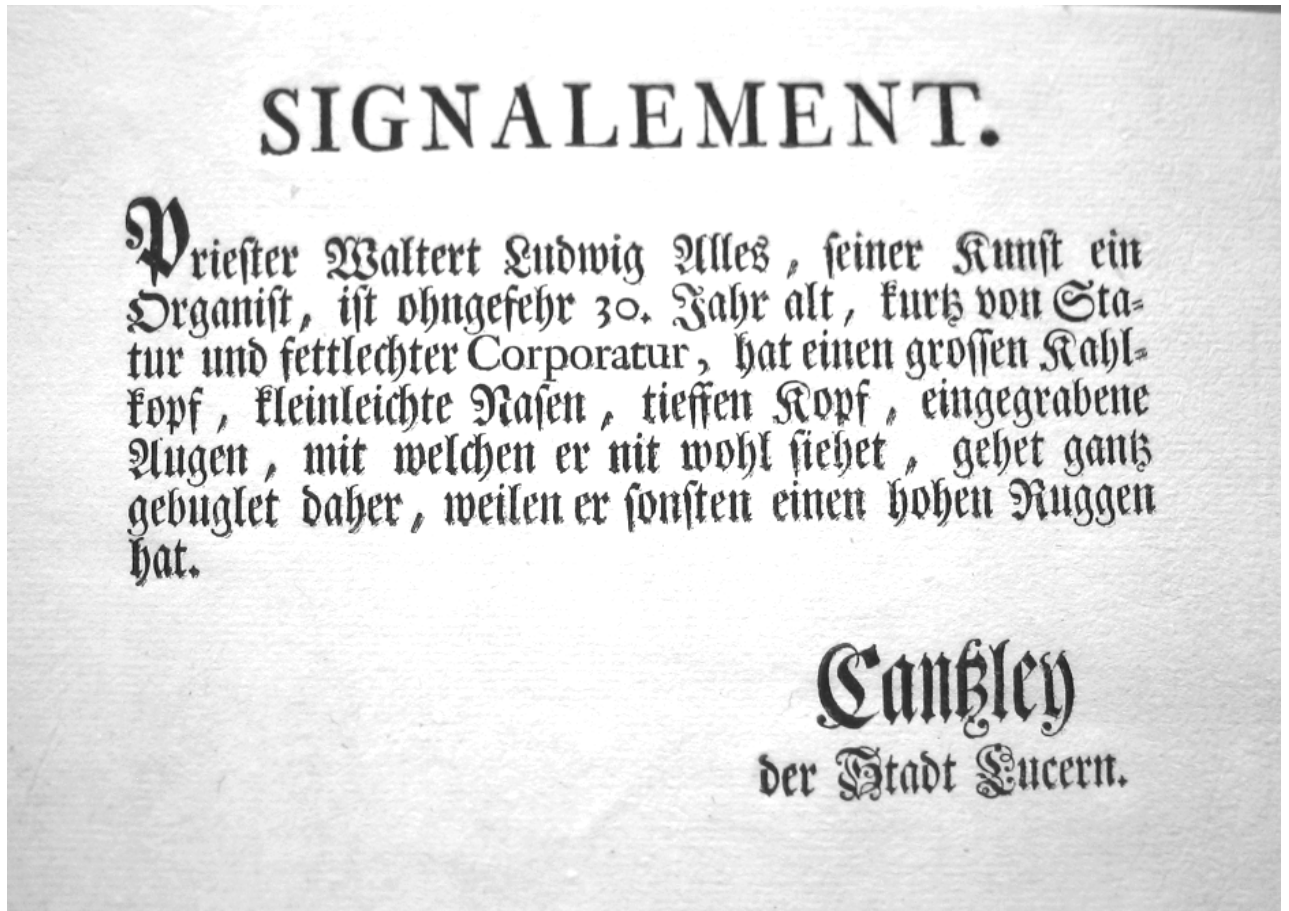 SIGNALEMENT.
Priester Waltert Ludwig Alles, seiner Kunst ein
Organist, ist ohngefehr 30. Jahr alt, kurtz von Sta-
tur und fettlechter Corporatur, hat einen grossen Kahl-
kopf, kleinleichte Nasen, tieffen Kopf, eingegrabene
Augen, mit welchen er nit wohl siehet, gehet gantz
gebuglet daher, weilen er sonsten einen hohen Ruggen
hat.
Cantzley
der Stadt Lucern.